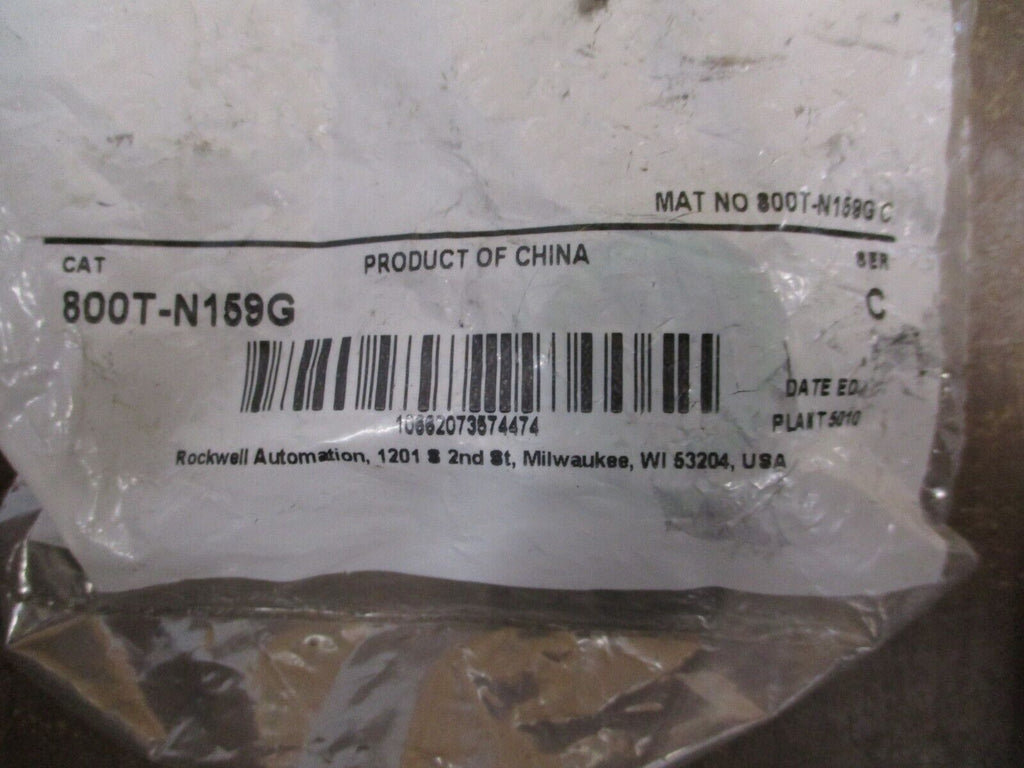 MAT NO 800T-N159G C
CAT PRODUCT OF CHINA SER
800T-N159G C
DATE ED
10662073574474
PLANT 5010
Rockwell Automation, 1201 S 2nd St, Milwaukee, WI 53204, USA